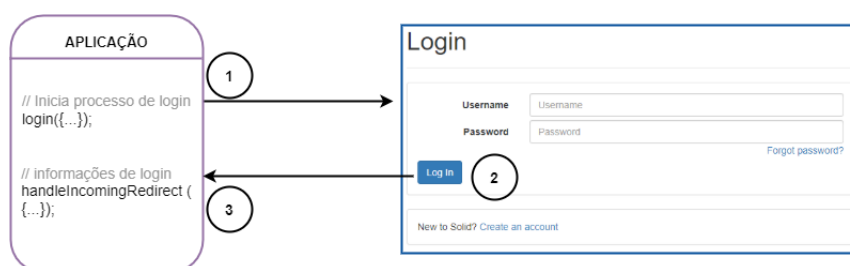 APLICAÇÃO
// Inicia processo de login
login({...});
// informações de login
handleIncomingRedirect (
{...});
1
2
3
Login
Username
Username
Password
Password
Forgot password?
Log In
New to Solid? Create an account